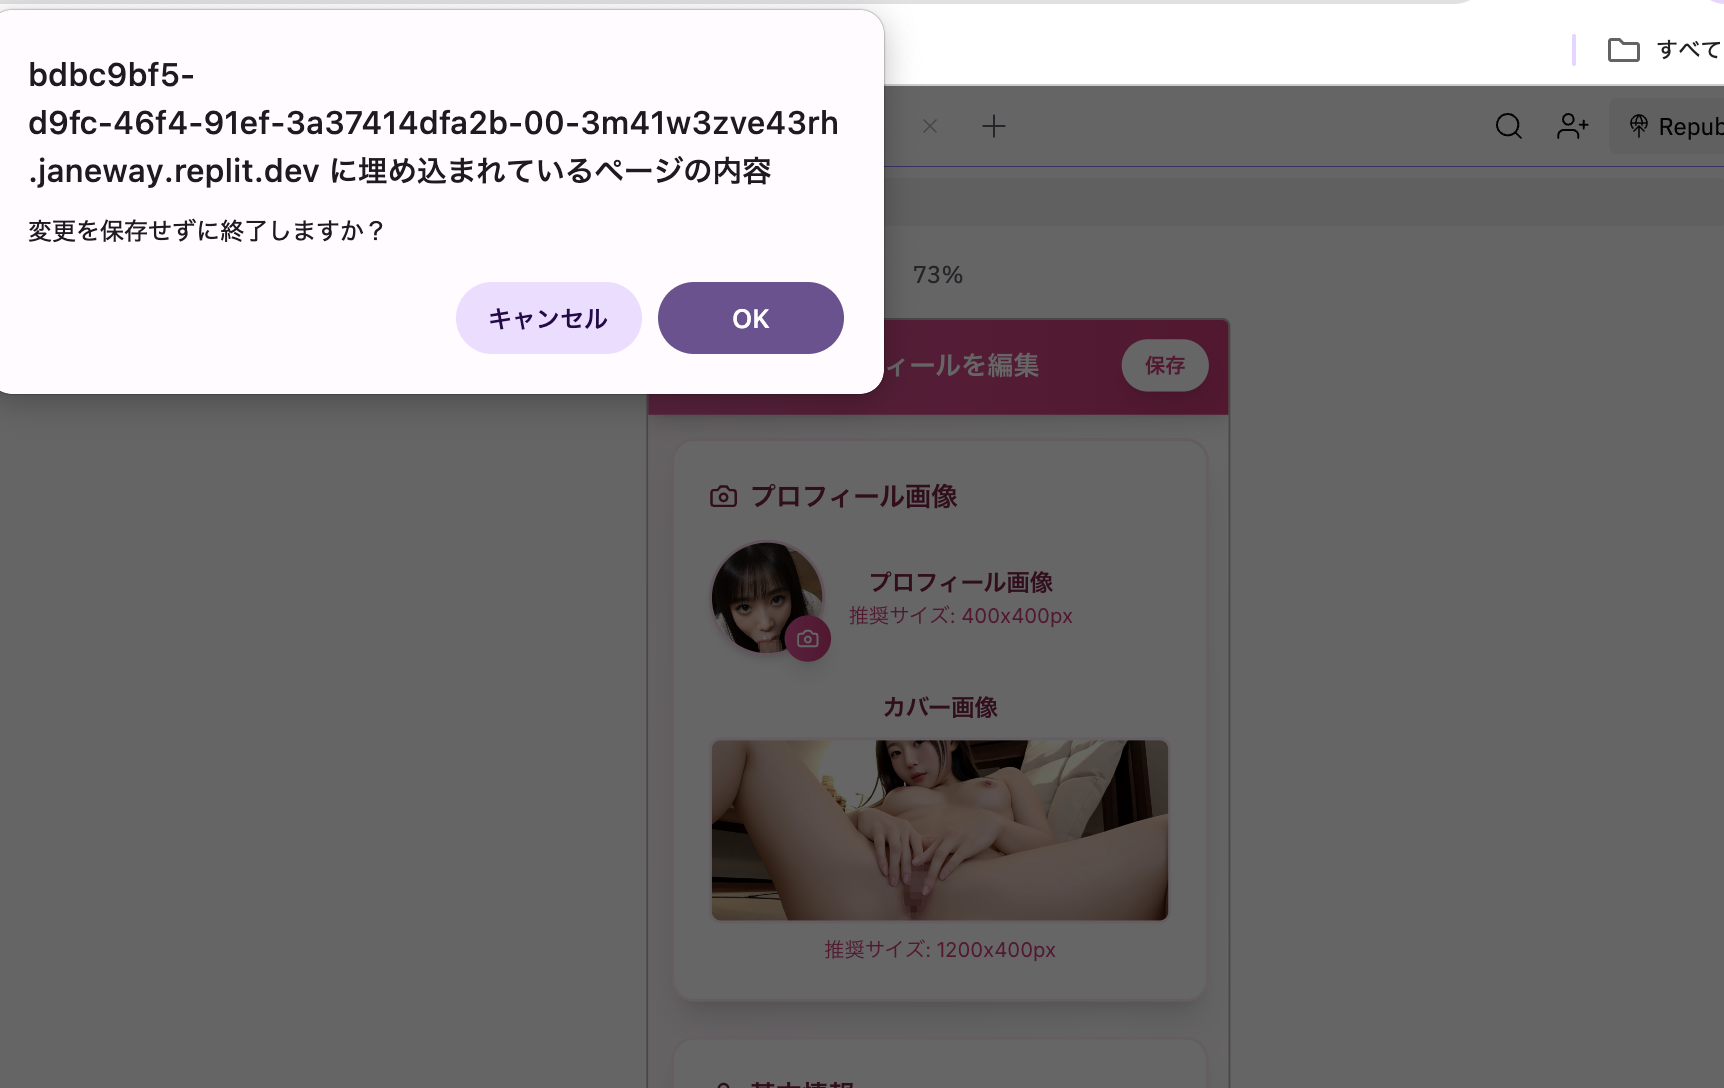 bdbc9bf5-
d9fc-46f4-91ef-3a37414dfa2b-00-3m41w3zve43rh
.janeway.replit.dev に埋め込まれているページの内容
変更を保存せずに終了しますか？
キャンセル
OK
すべて
Repub
73%
ィールを編集
保存
プロフィール画像
プロフィール画像
推奨サイズ: 400x400px
カバー画像
推奨サイズ: 1200x400px
基本情報